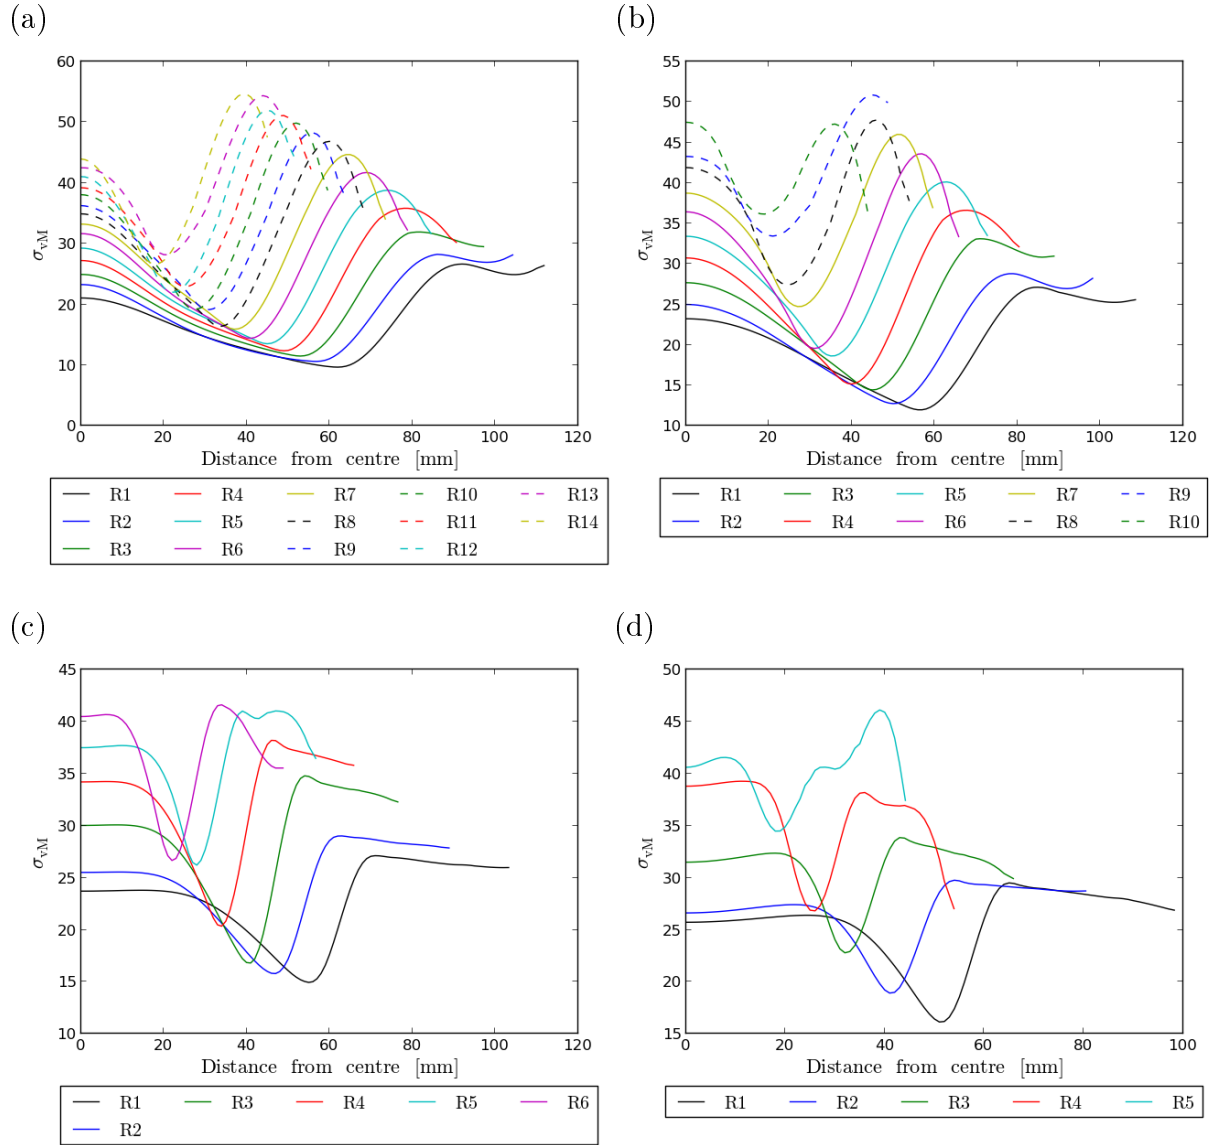 (a)
(b)
60
50
40
30
20
10
0
σvM
0 20 40 60 80 100 120
Distance from centre [mm]
R1 R4 R7 R10 R13
R2 R5 R8 R11 R14
R3 R6 R9 R12
55
50
45
40
35
30
25
20
15
10
σvM
0 20 40 60 80 100 120
Distance from centre [mm]
R1 R3 R5 R7 R9
R2 R4 R6 R8 R10
(c)
(d)
45
40
35
30
25
20
15
10
σvM
0 20 40 60 80 100 120
Distance from centre [mm]
R1 R3 R4 R5 R6
R2
50
45
40
35
30
25
20
15
σvM
0 20 40 60 80 100
Distance from centre [mm]
R1 R2 R3 R4 R5